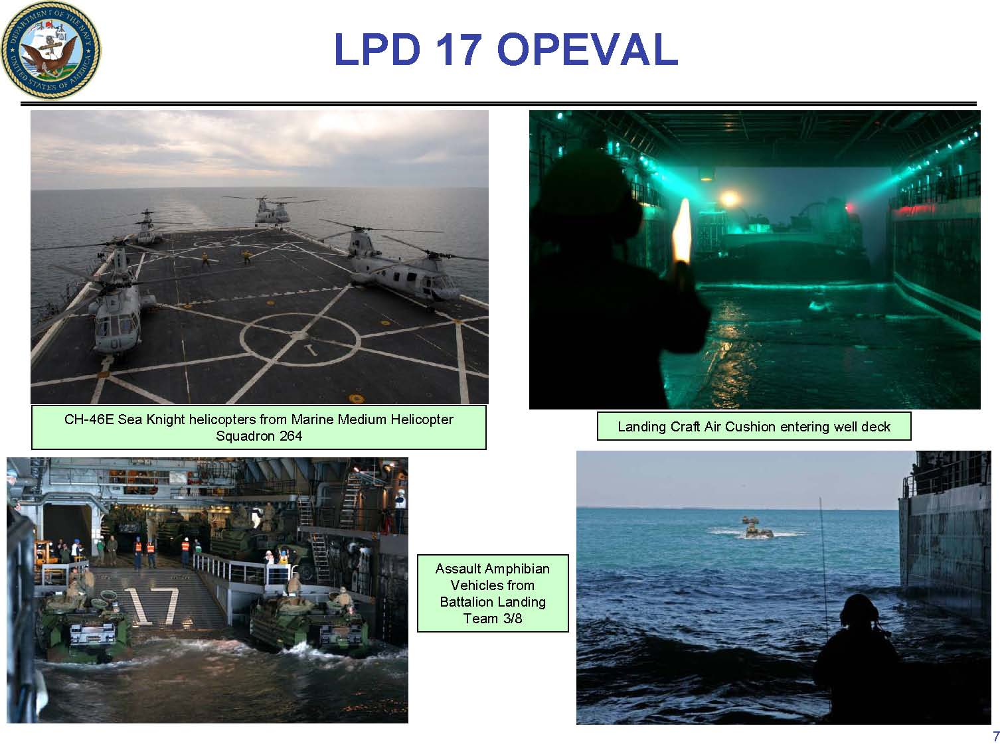 DEPARTMENT OF THE NAVY
UNITED STATES OF AMERICA
LPD 17 OPEVAL
01
1
CH-46E Sea Knight helicopters from Marine Medium Helicopter
Squadron 264
Landing Craft Air Cushion entering well deck
17
Assault Amphibian
Vehicles from
Battalion Landing
Team 3/8
7